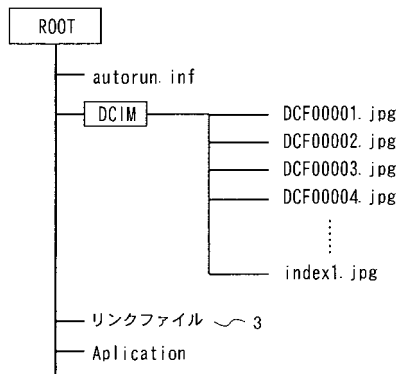 ROOT
autorun.inf
DCIM
DCF00001.jpg
DCF00002.jpg
DCF00003.jpg
DCF00004.jpg
index1.jpg
リンクファイル 3
Aplication